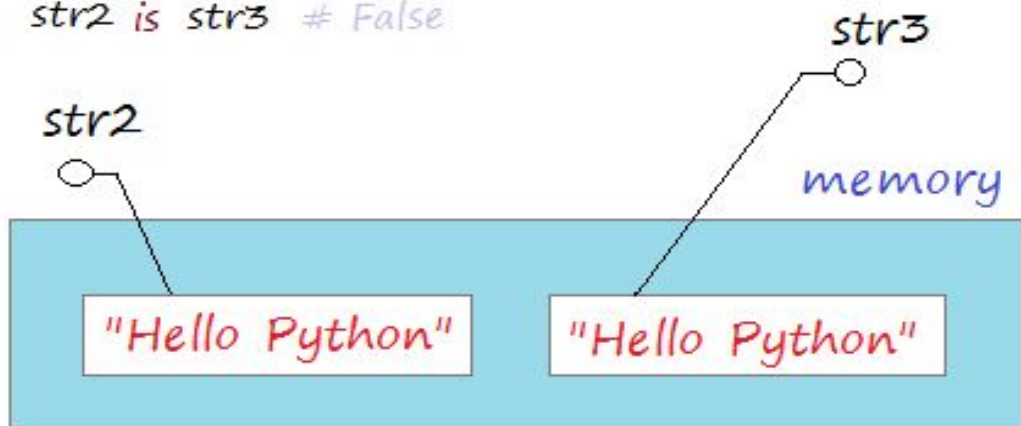 str2 is str3 # False
str3
str2
memory
"Hello Python" "Hello Python"